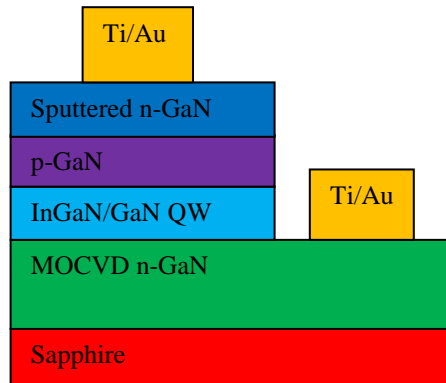 Ti/Au
Sputtered n-GaN
p-GaN
InGaN/GaN QW
Ti/Au
MOCVD n-GaN
Sapphire